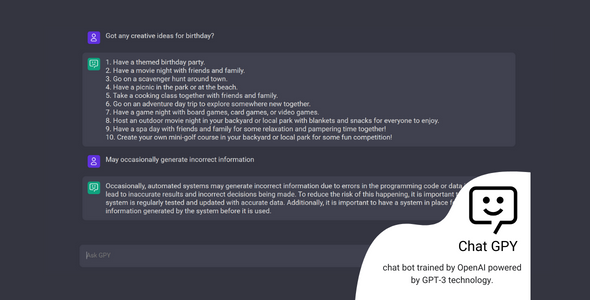 Got any creative ideas for birthday?
1. Have a themed birthday party.
2. Have a movie night with friends and family.
3. Go on a scavenger hunt around town.
4. Have a picnic in the park or at the beach.
5. Take a cooking class together with friends and family.
6. Go on an adventure day trip to explore somewhere new together.
7. Have a game night with board games, card games, or video games.
8. Host an outdoor movie night in your backyard or local park with blankets and snacks for everyone to enjoy.
9. Have a spa day with friends and family for some relaxation and pampering time together!
10. Create your own mini-golf course in your backyard or local park for some fun competition!
May occasionally generate incorrect information
Occasionally, automated systems may generate incorrect information due to errors in the programming code or data
lead to inaccurate results and incorrect decisions being made. To reduce the risk of this happening, it is important
system is regularly tested and updated with accurate data. Additionally, it is important to have a system in place
information generated by the system before it is used.
Ask GPY
Chat GPY
chat bot trained by OpenAI powered
by GPT-3 technology.